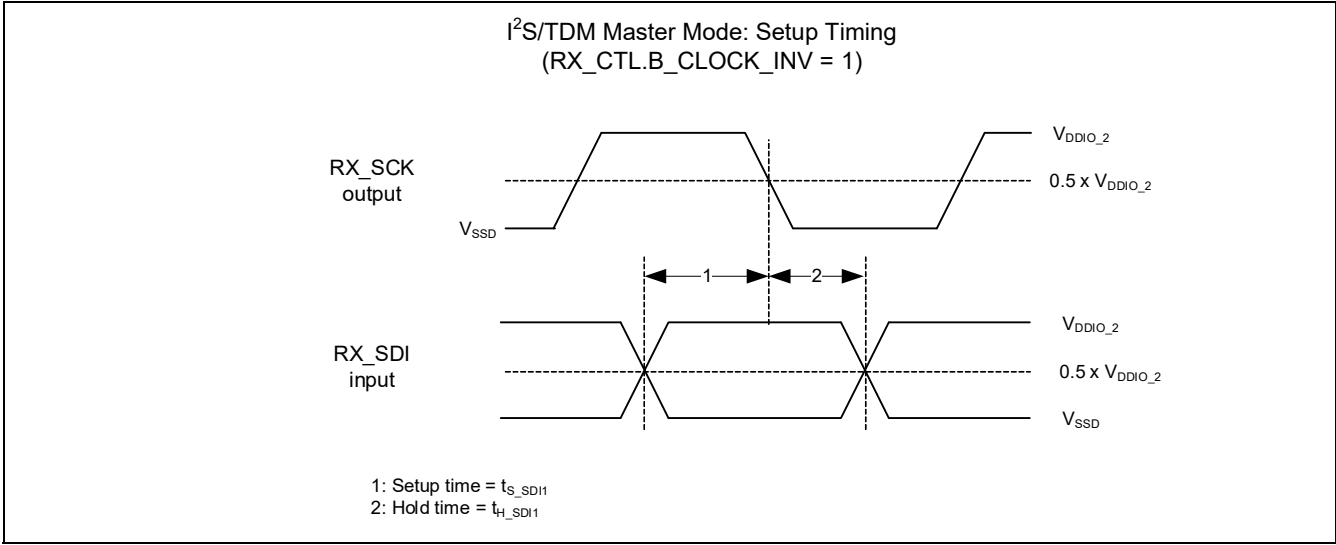 I²S/TDM Master Mode: Setup Timing
(RX_CTL.B_CLOCK_INV = 1)
RX_SCK
output
V_DDIO_2
0.5 x V_DDIO_2
V_SSD
1
2
RX_SDI
input
V_DDIO_2
0.5 x V_DDIO_2
V_SSD
1: Setup time = t_S_SDI1
2: Hold time = t_H_SDI1